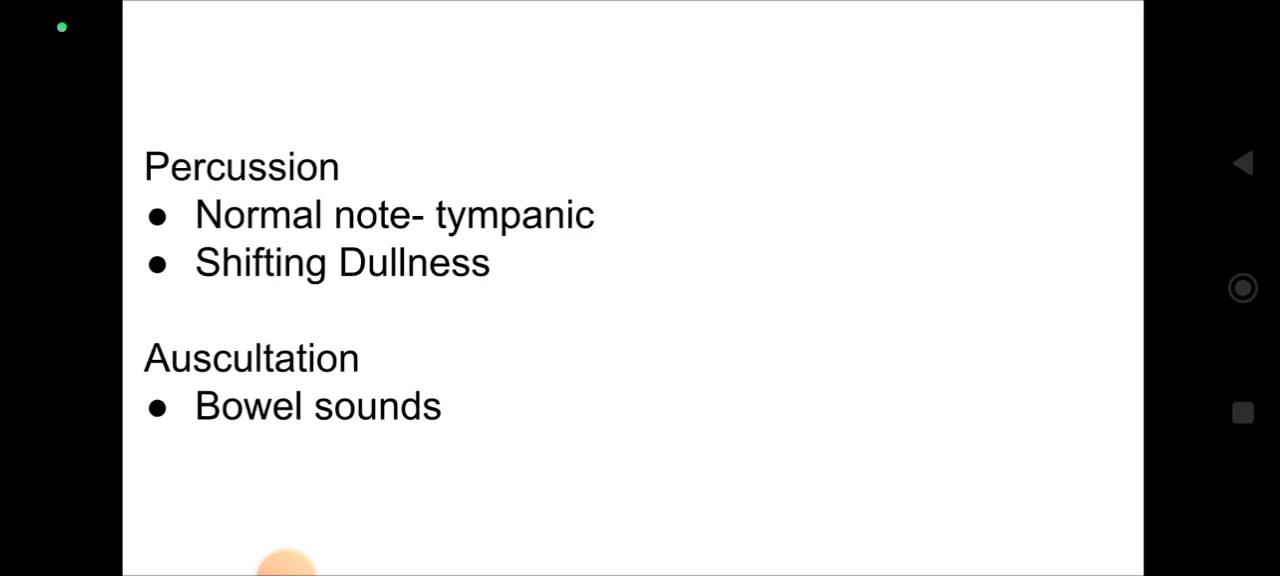 Percussion
● Normal note- tympanic
● Shifting Dullness
Auscultation
● Bowel sounds